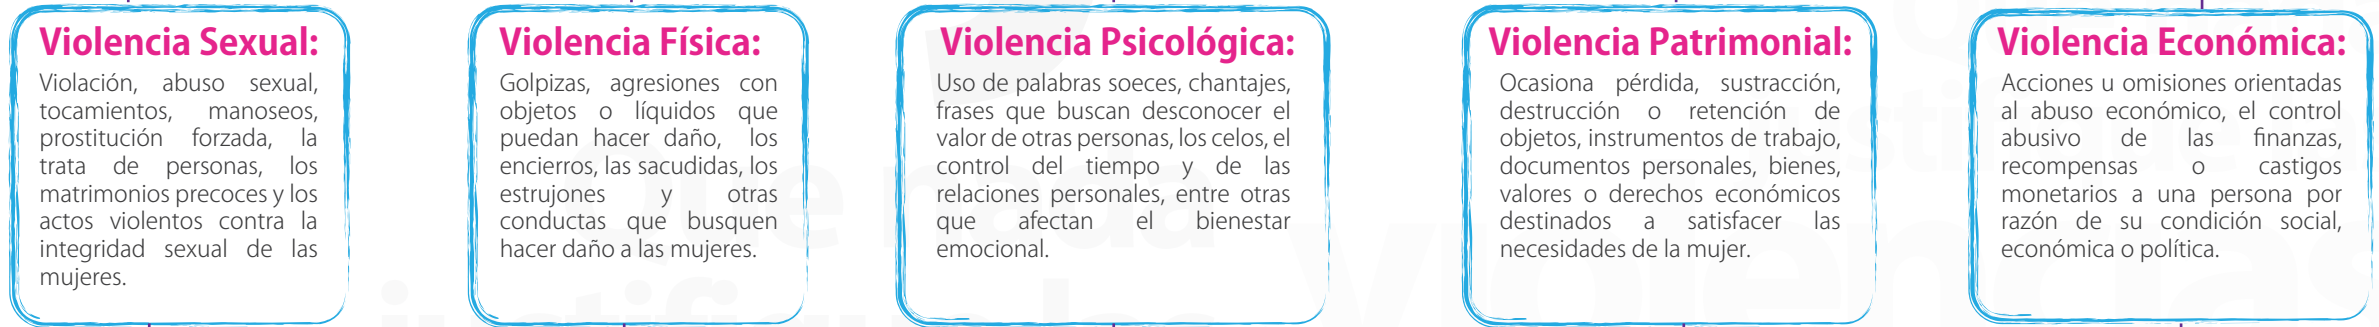 Violencia Sexual:
Violación, abuso sexual,
tocamientos, manoseos,
prostitución forzada, la
trata de personas, los
matrimonios precoces y los
actos violentos contra la
integridad sexual de las
mujeres.
Violencia Física:
Golpizas, agresiones con
objetos o líquidos que
puedan hacer daño, los
encierros, las sacudidas, los
estrujones y otras
conductas que busquen
hacer daño a las mujeres.
Violencia Psicológica:
Uso de palabras soeces, chantajes,
frases que buscan desconocer el
valor de otras personas, los celos, el
control del tiempo y de las
relaciones personales, entre otras
que afectan el bienestar
emocional.
Violencia Patrimonial:
Ocasiona pérdida, sustracción,
destrucción o retención de
objetos, instrumentos de trabajo,
documentos personales, bienes,
valores o derechos económicos
destinados a satisfacer las
necesidades de la mujer.
Violencia Económica:
Acciones u omisiones orientadas
al abuso económico, el control
abusivo de las finanzas,
recompensas o castigos
monetarios a una persona por
razón de su condición social,
económica o política.